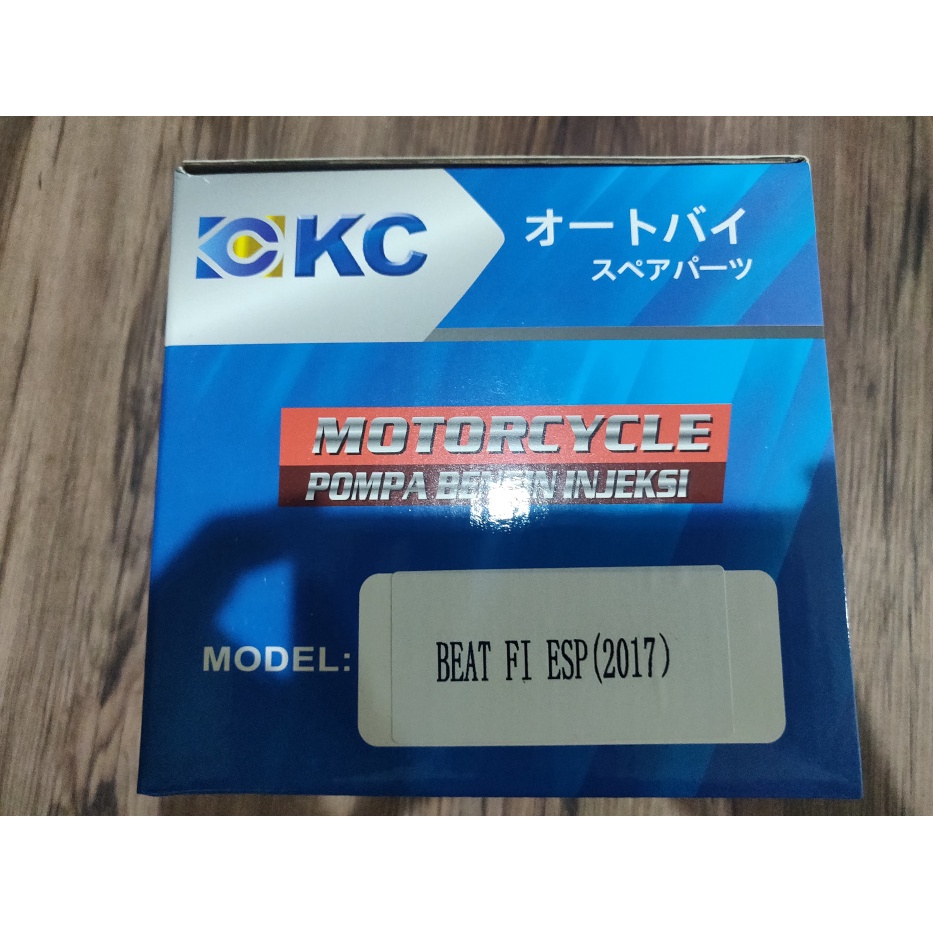 KC
オートバイ
スペアパーツ
MOTORCYCLE
POMPA BENSIN INJEKSI
MODEL:
BEAT FI ESP(2017)